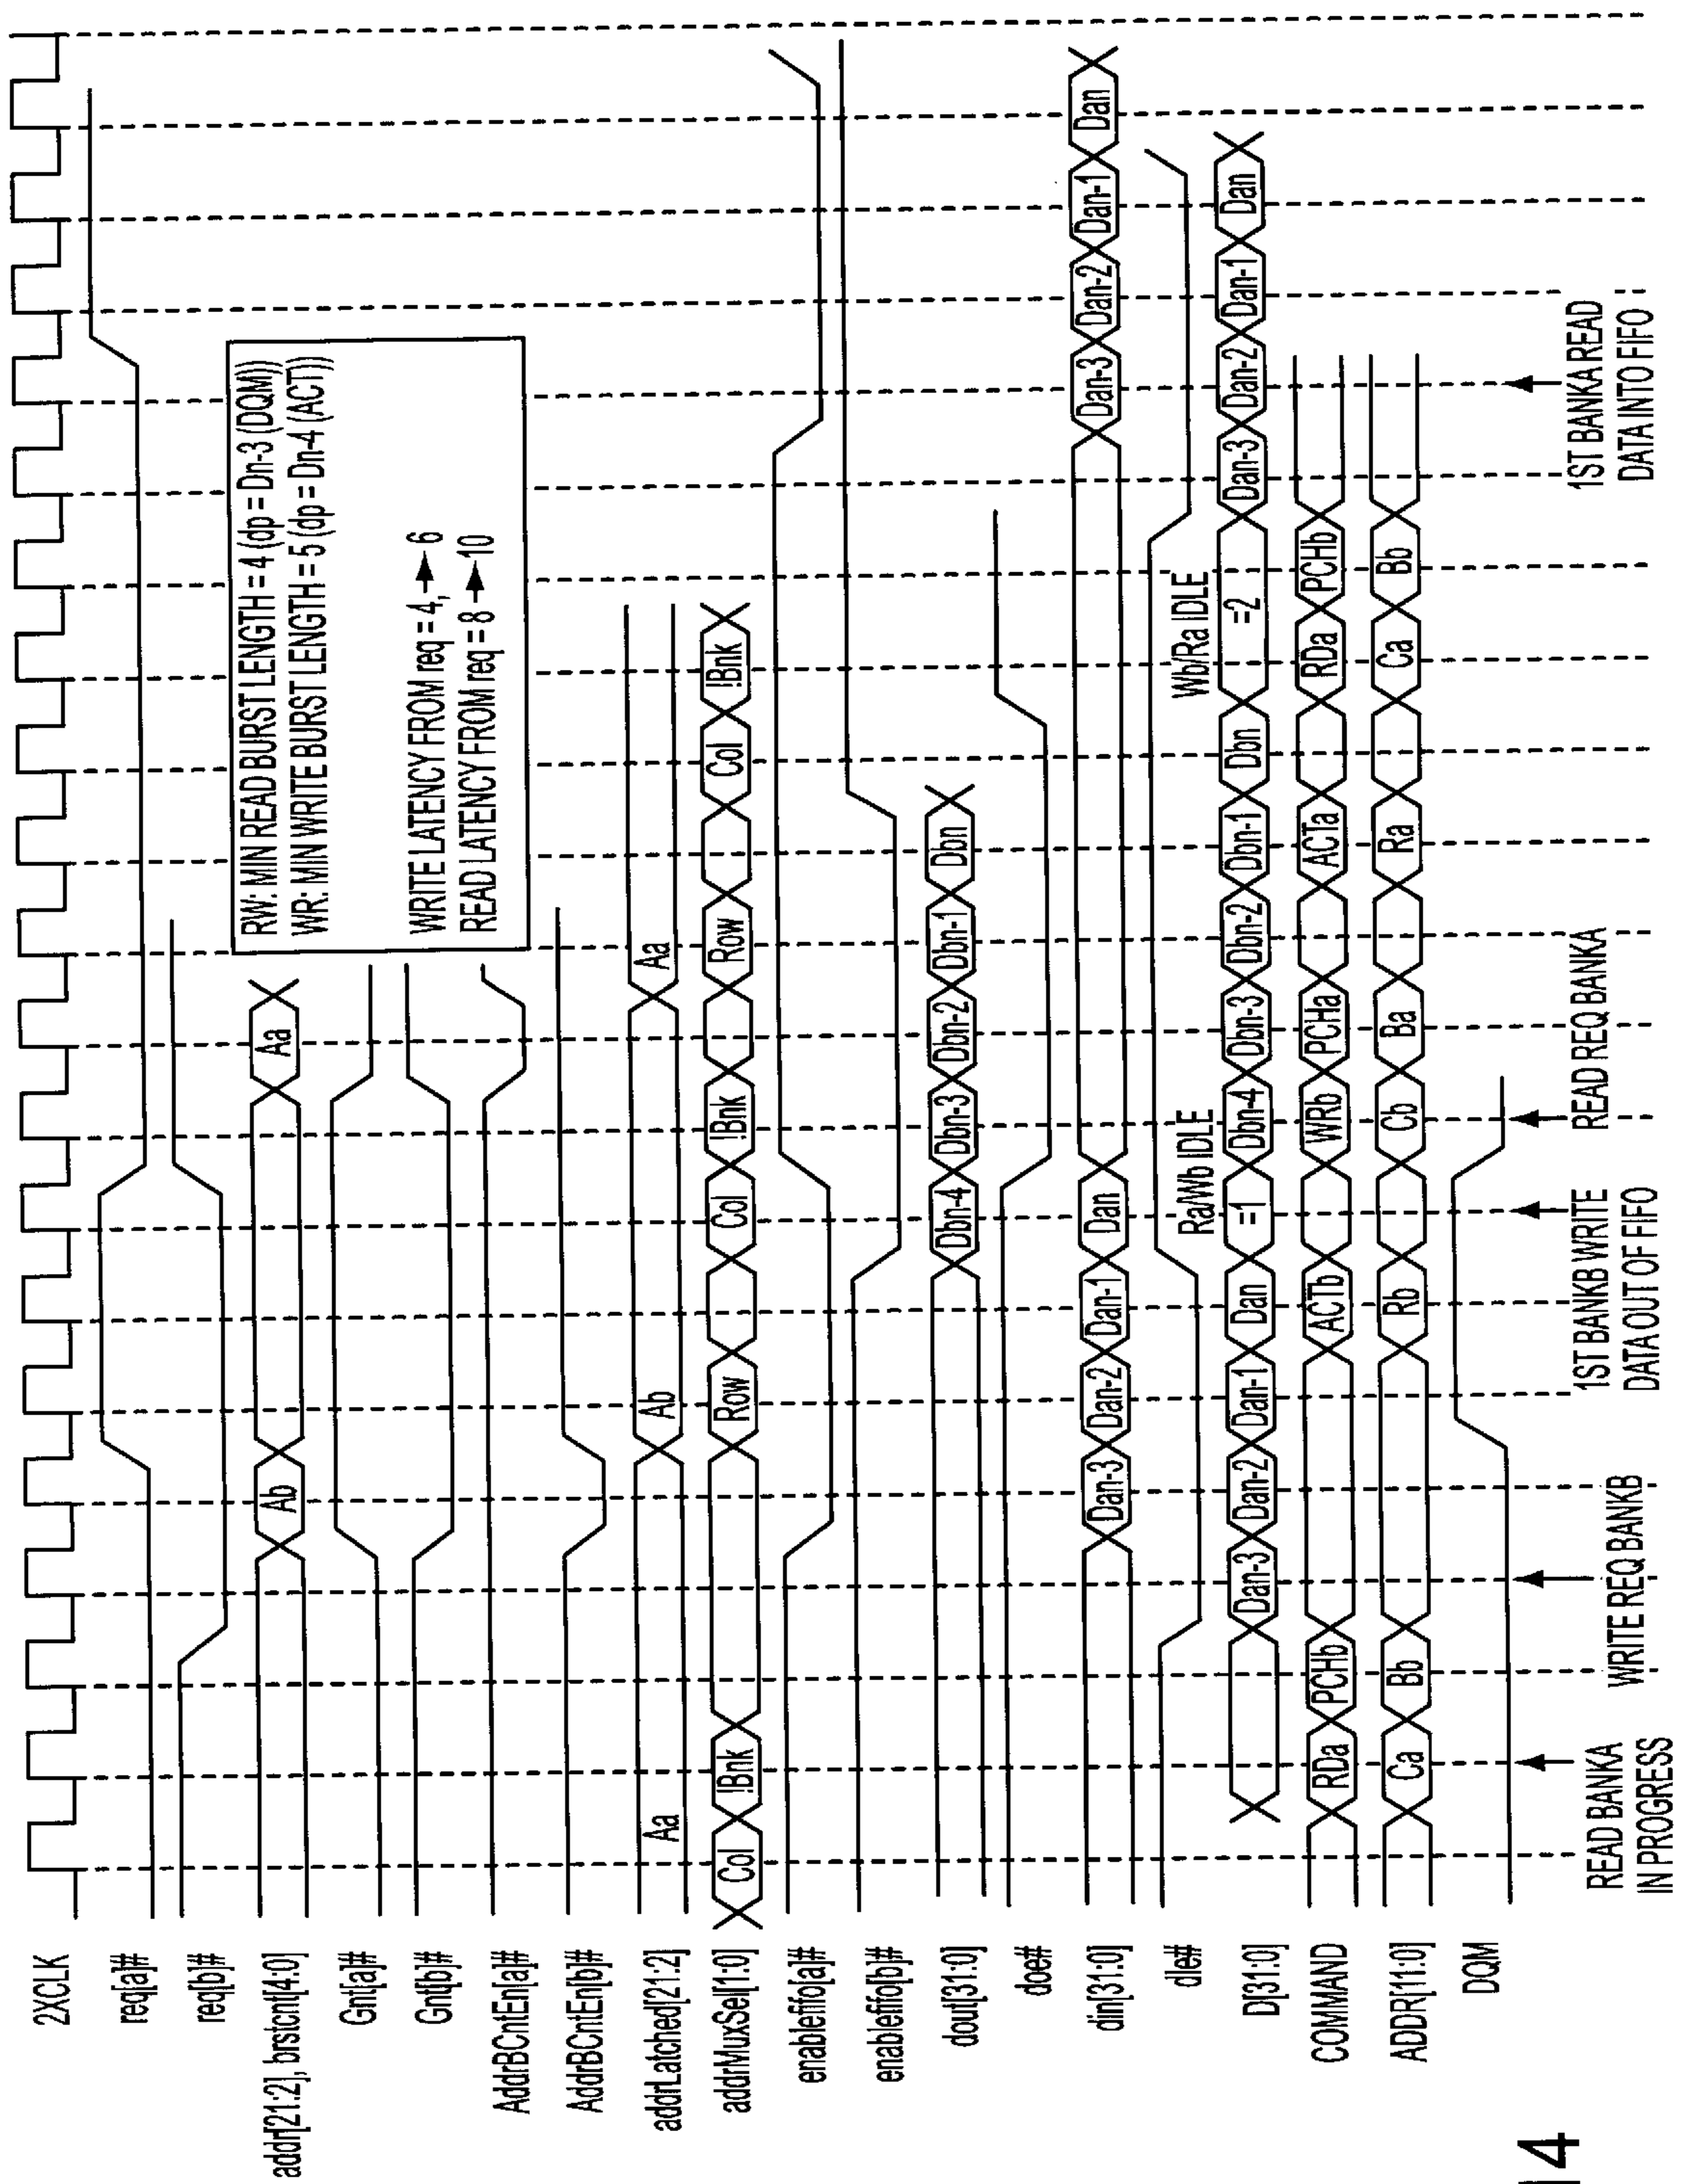 2XCLK
req[a]#
req[b]#
addr[21:2], brstcnt[4:0] Ab Aa
Gnt[a]#
Gnt[b]#
AddrBCntEn[a]#
AddrBCntEn[b]#
addrLatched[21:2] Aa Ab Aa
addrMuxSel[1:0] Col !Bnk Row Col !Bnk Row Col !Bnk
enablefifo[a]#
enablefifo[b]#
dout[31:0] Dbn-4 Dbn-3 Dbn-2 Dbn-1 Dbn
doe#
din[31:0] Dan-3 Dan-2 Dan-1 Dan Dan-3 Dan-2 Dan-1 Dan
dle#
Ra/Wb IDLE Wb/Ra IDLE
D[31:0] Dan-3 Dan-2 Dan-1 Dan =1 Dbn-4 Dbn-3 Dbn-2 Dbn-1 Dbn =2 Dan-3 Dan-2 Dan-1 Dan
COMMAND RDa PCHb ACTb WRb PCHa ACTa RDa PCHb
ADDR[11:0] Ca Bb Rb Cb Ba Ra Ca Bb
DQM
RW: MIN READ BURST LENGTH = 4 (dp = Dn-3 (DQM))
WR: MIN WRITE BURST LENGTH = 5 (dp = Dn-4 (ACT))
WRITE LATENCY FROM req = 4, → 6
READ LATENCY FROM req = 8 → 10
READ BANKA
IN PROGRESS
WRITE REQ BANKB
1ST BANKB WRITE
DATA OUT OF FIFO
READ REQ BANKA
1ST BANKA READ
DATA INTO FIFO
14